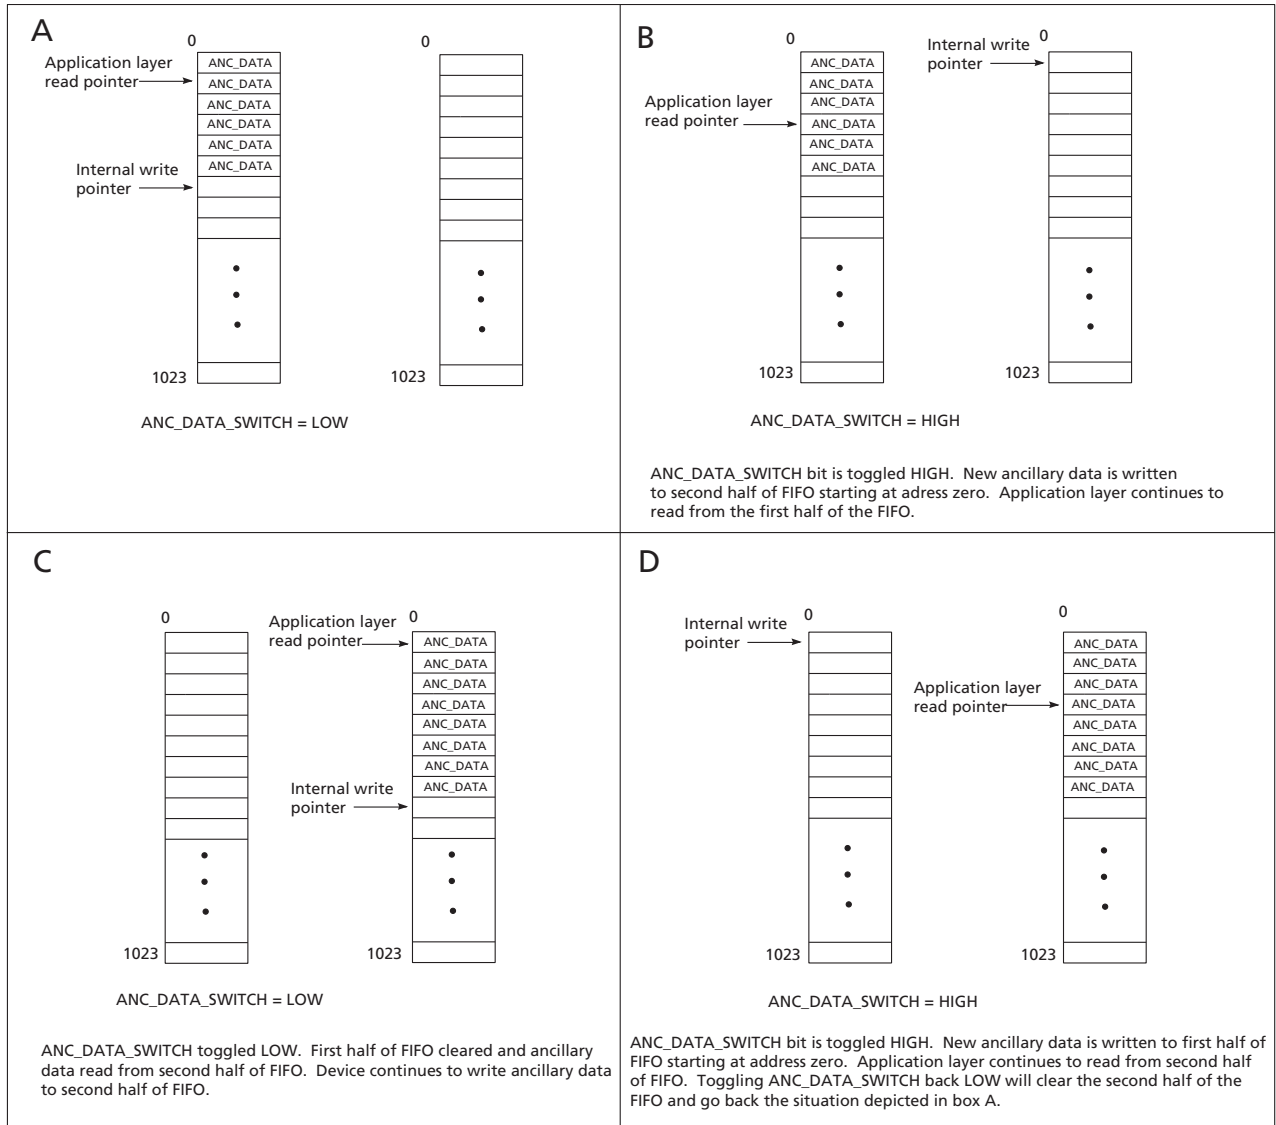 A
0
0
Application layer
read pointer
ANC_DATA
ANC_DATA
ANC_DATA
ANC_DATA
ANC_DATA
ANC_DATA
Internal write
pointer
1023
1023
ANC_DATA_SWITCH = LOW
B
0
0
Internal write
pointer
Application layer
read pointer
ANC_DATA
ANC_DATA
ANC_DATA
ANC_DATA
ANC_DATA
ANC_DATA
1023
1023
ANC_DATA_SWITCH = HIGH
ANC_DATA_SWITCH bit is toggled HIGH. New ancillary data is written
to second half of FIFO starting at adress zero. Application layer continues to
read from the first half of the FIFO.
C
0
0
Application layer
read pointer
ANC_DATA
ANC_DATA
ANC_DATA
ANC_DATA
ANC_DATA
ANC_DATA
ANC_DATA
ANC_DATA
Internal write
pointer
1023
1023
ANC_DATA_SWITCH = LOW
ANC_DATA_SWITCH toggled LOW. First half of FIFO cleared and ancillary
data read from second half of FIFO. Device continues to write ancillary data
to second half of FIFO.
D
0
0
Internal write
pointer
Application layer
read pointer
ANC_DATA
ANC_DATA
ANC_DATA
ANC_DATA
ANC_DATA
ANC_DATA
ANC_DATA
ANC_DATA
1023
1023
ANC_DATA_SWITCH = HIGH
ANC_DATA_SWITCH bit is toggled HIGH. New ancillary data is written to first half of
FIFO starting at address zero. Application layer continues to read from second half
of FIFO. Toggling ANC_DATA_SWITCH back LOW will clear the second half of the
FIFO and go back the situation depicted in box A.